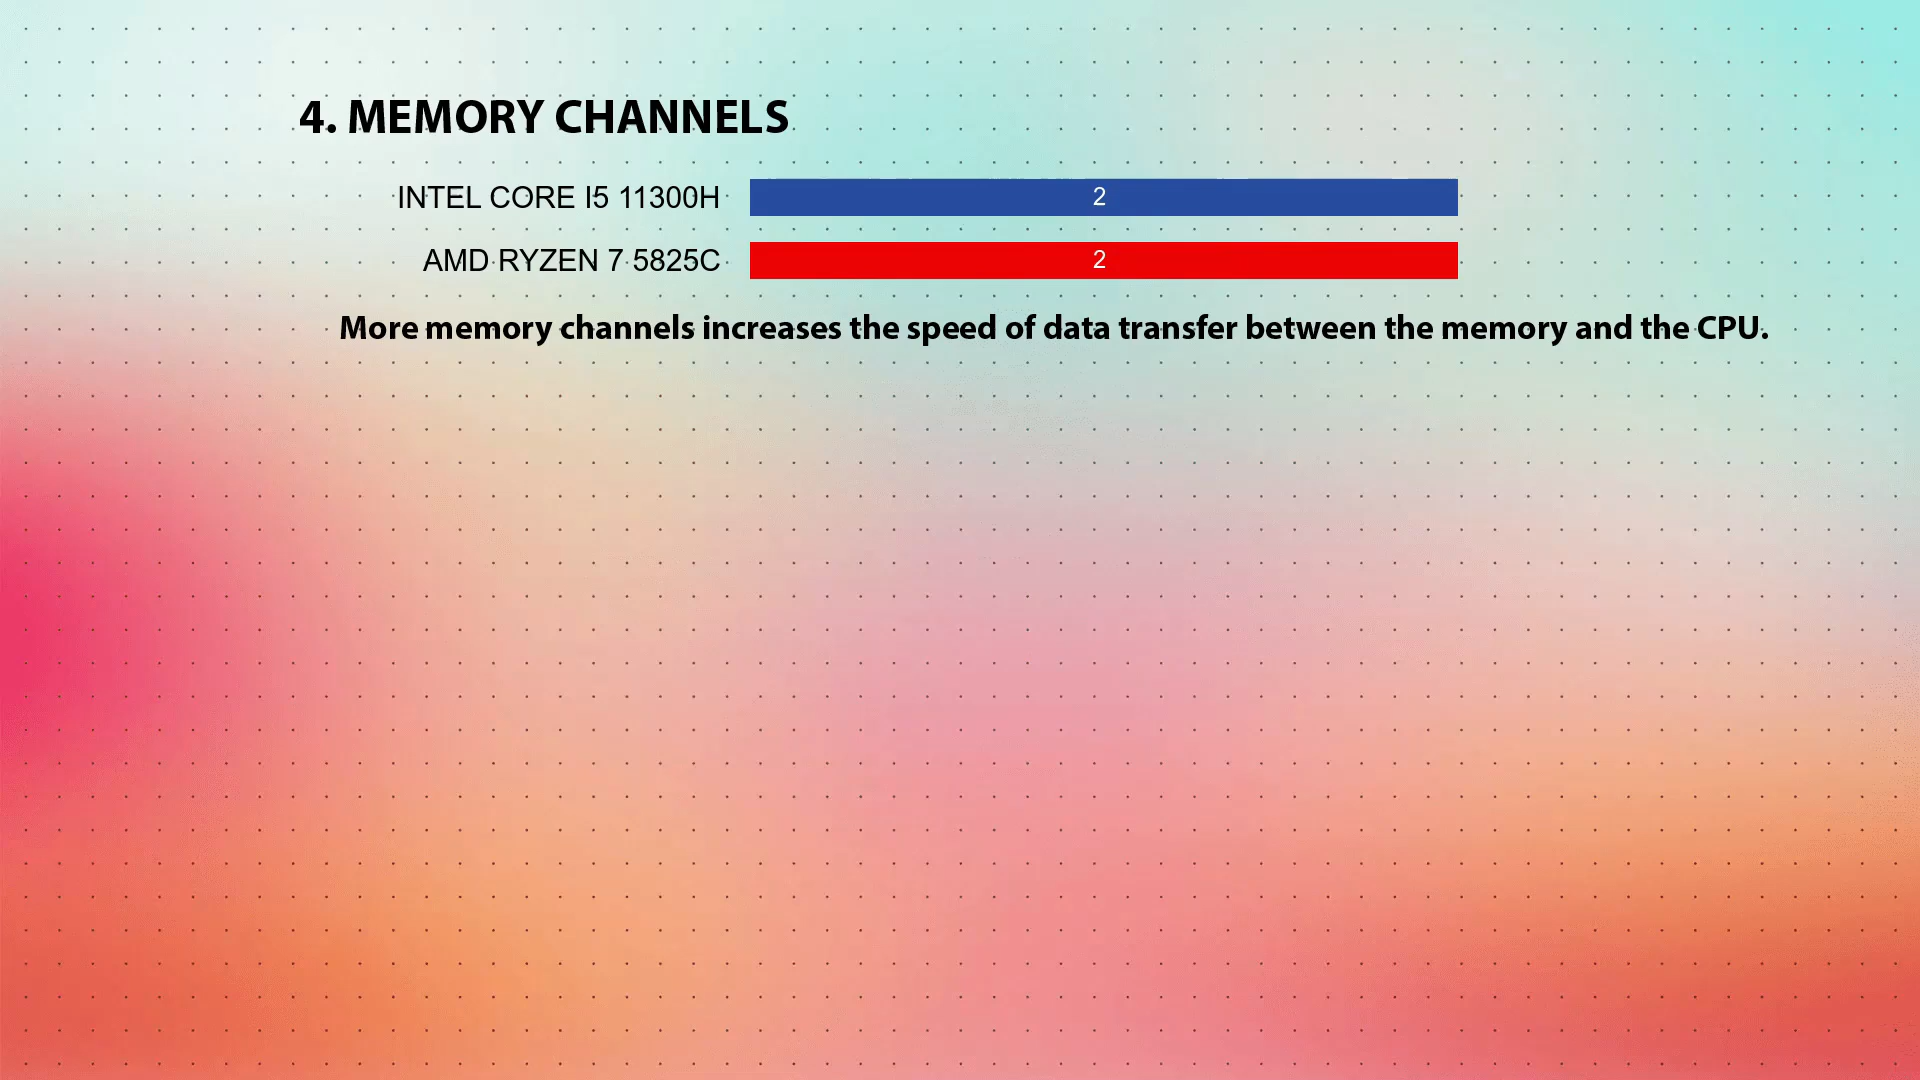 4. MEMORY CHANNELS
INTEL CORE I5 11300H 2
AMD RYZEN 7 5825C 2
More memory channels increases the speed of data transfer between the memory and the CPU.